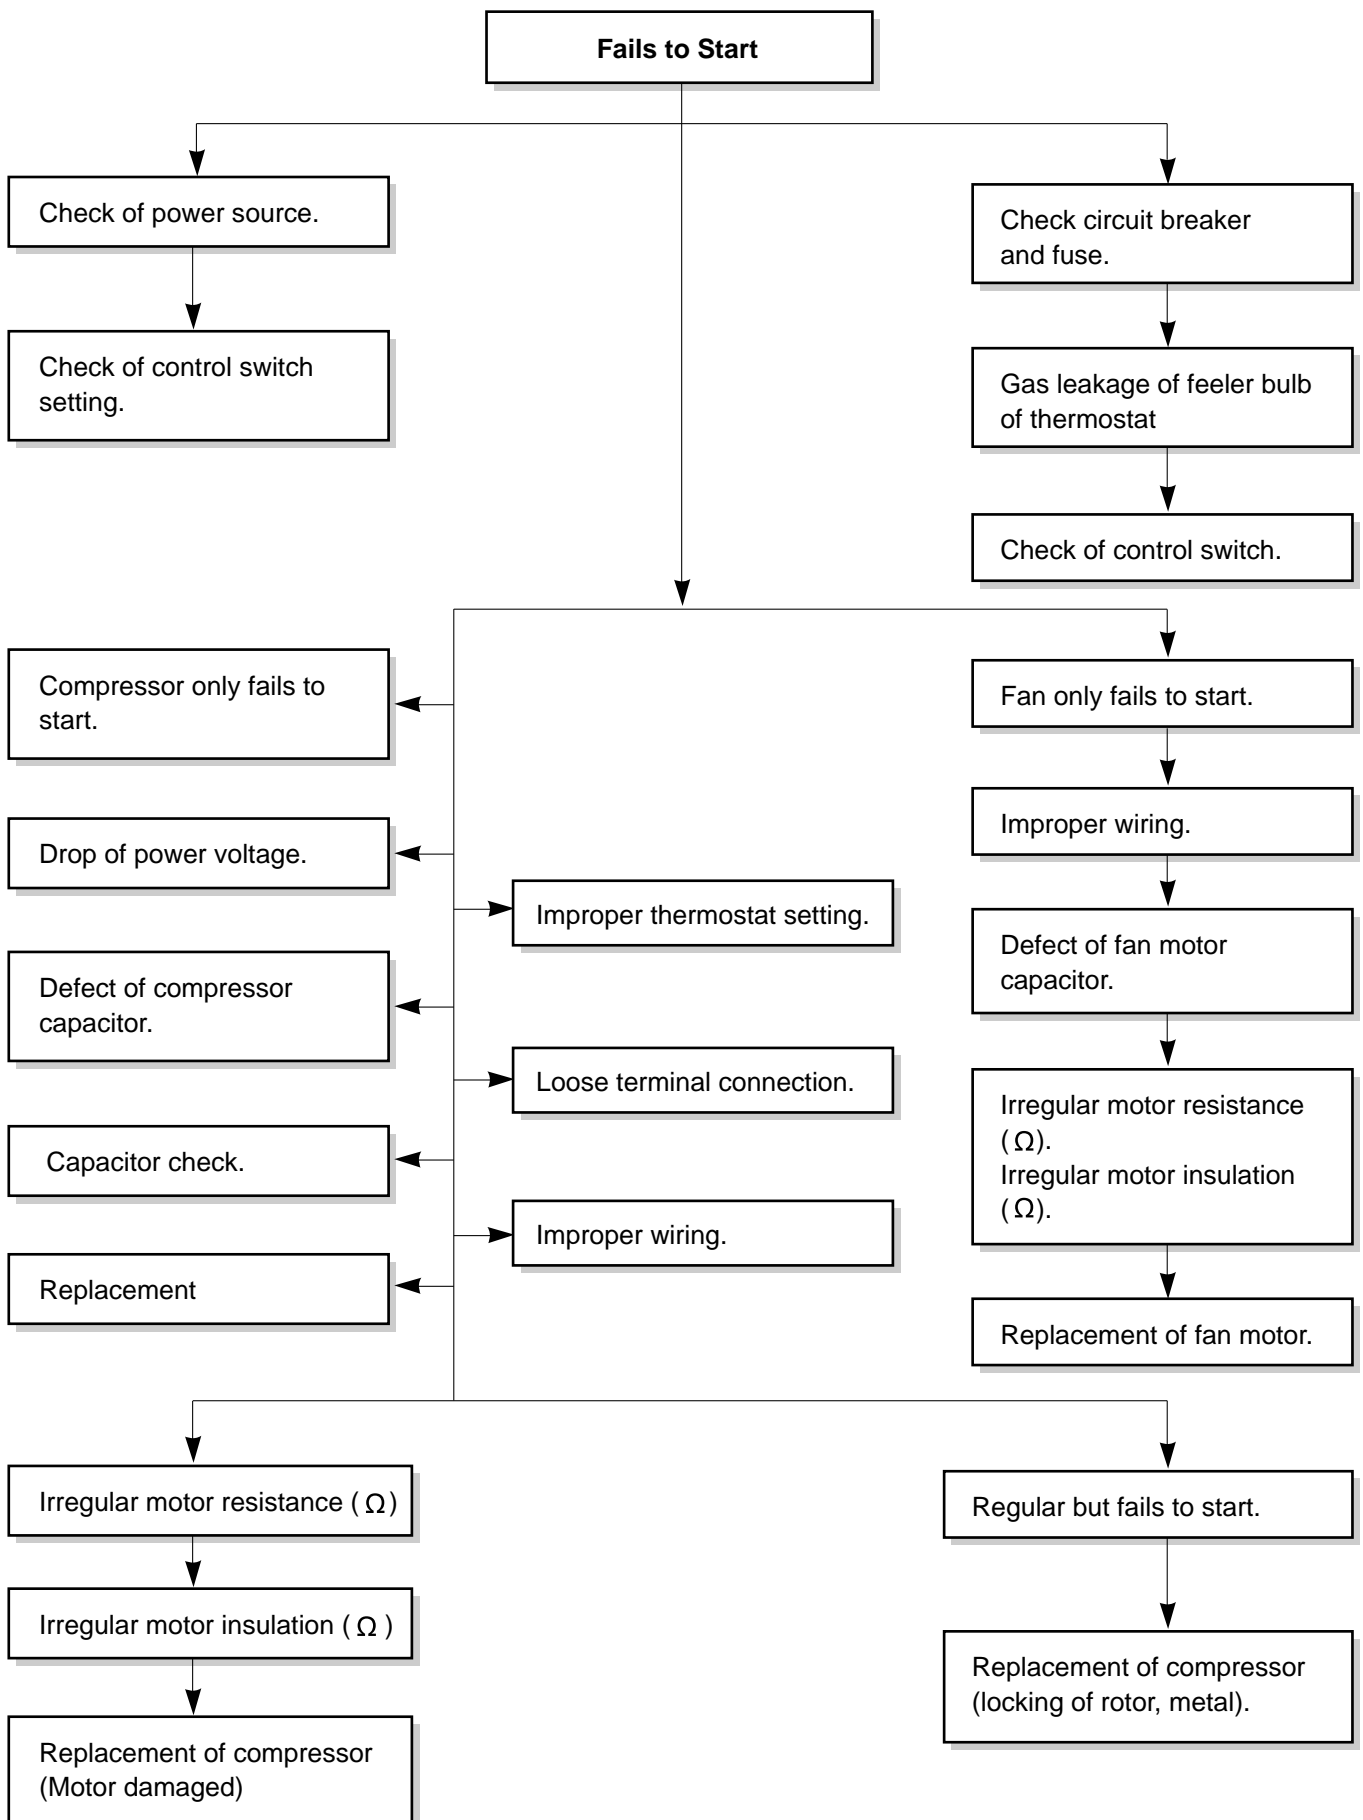 Fails to Start
Check of power source.
Check circuit breaker
and fuse.
Check of control switch
setting.
Gas leakage of feeler bulb
of thermostat
Check of control switch.
Compressor only fails to
start.
Fan only fails to start.
Drop of power voltage.
Improper wiring.
Improper thermostat setting.
Defect of fan motor
capacitor.
Defect of compressor
capacitor.
Loose terminal connection.
Irregular motor resistance
(Ω).
Irregular motor insulation
(Ω).
Capacitor check.
Improper wiring.
Replacement
Replacement of fan motor.
Irregular motor resistance (Ω)
Regular but fails to start.
Irregular motor insulation (Ω )
Replacement of compressor
(locking of rotor, metal).
Replacement of compressor
(Motor damaged)